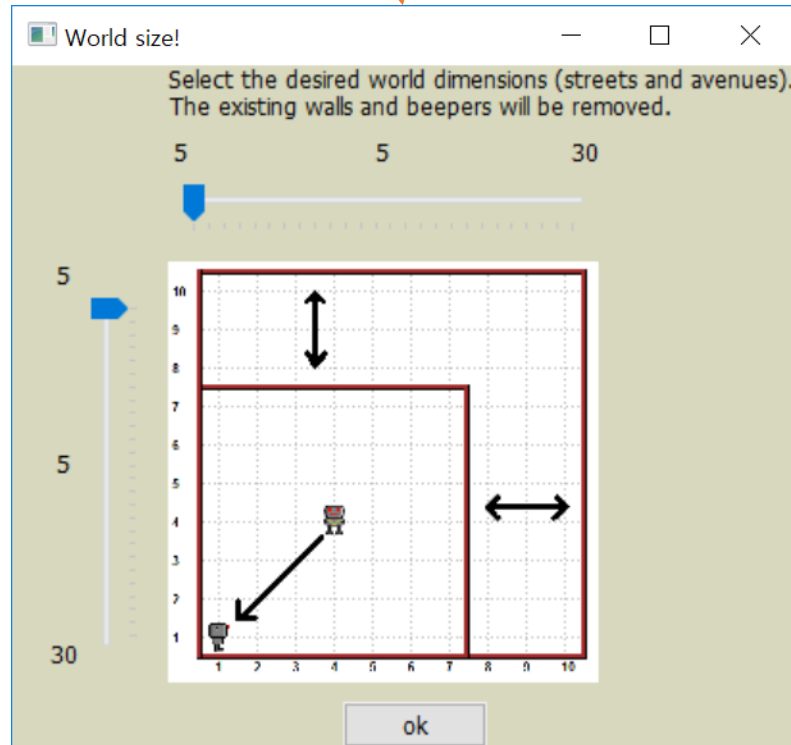 World size!
Select the desired world dimensions (streets and avenues).
The existing walls and beepers will be removed.
5 5 30
5
5
30
10
9
8
7
6
5
4
3
2
1
1 2 3 4 5 6 7 8 9 10
ok